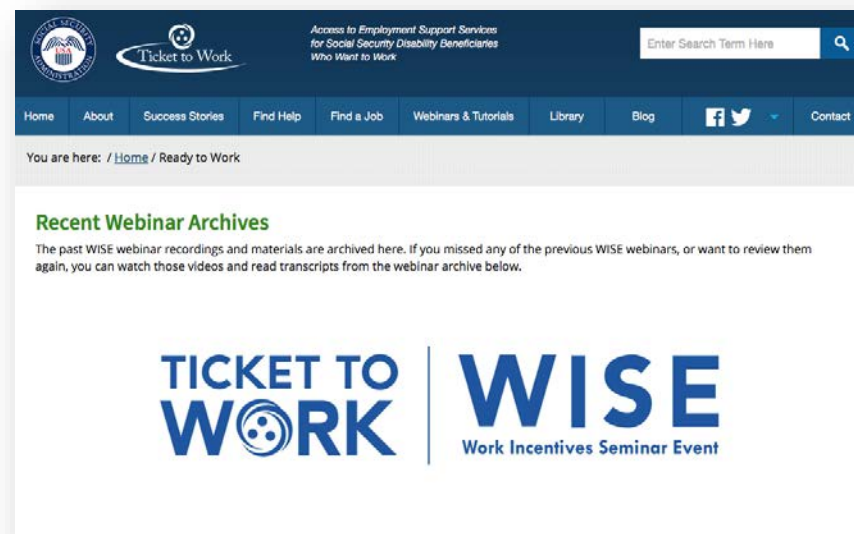 SOCIAL SECURITY
USA
ADMINISTRATION
Ticket to Work
Access to Employment Support Services
for Social Security Disability Beneficiaries
Who Want to Work
Enter Search Term Here
Home About Success Stories Find Help Find a Job Webinars & Tutorials Library Blog Contact
You are here: / Home / Ready to Work
Recent Webinar Archives
The past WISE webinar recordings and materials are archived here. If you missed any of the previous WISE webinars, or want to review them
again, you can watch those videos and read transcripts from the webinar archive below.
TICKET TO
WORK
WISE
Work Incentives Seminar Event